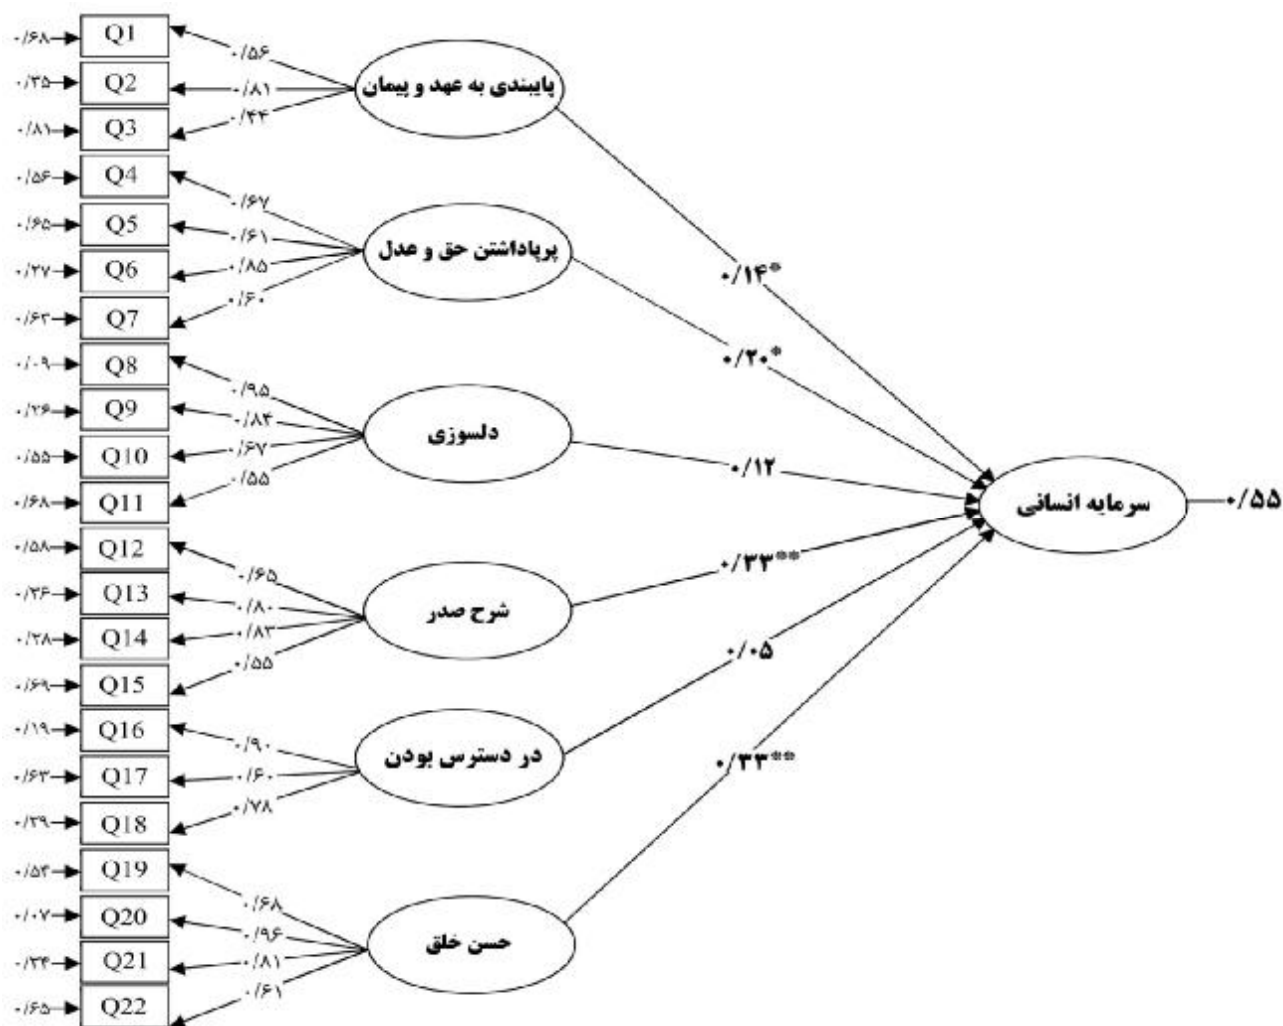 ۰/۶۸ Q1 ۰/۵۶
۰/۳۵ Q2 ۰/۸۱
۰/۸۱ Q3 ۰/۴۴
پایبندی به عهد و پیمان
۰/۱۴*
۰/۵۶ Q4 ۰/۶۷
۰/۶۵ Q5 ۰/۶۱
۰/۲۷ Q6 ۰/۸۵
۰/۶۳ Q7 ۰/۶۰
برپاداشتن حق و عدل
۰/۲۰*
۰/۰۹ Q8 ۰/۹۵
۰/۲۶ Q9 ۰/۸۴
۰/۵۵ Q10 ۰/۶۷
۰/۶۸ Q11 ۰/۵۵
دلسوزی
۰/۱۲
سرمایه انسانی
۰/۵۵
۰/۵۸ Q12 ۰/۶۵
۰/۳۶ Q13 ۰/۸۰
Q14
۰/۶۹ Q15 ۰/۵۵
شرح صدر
۰/۳۳**
۰/۱۹ Q16 ۰/۹۰
۰/۶۳ Q17 ۰/۶۰
۰/۳۹ Q18 ۰/۷۸
در دسترس بودن
۰/۰۵
۰/۵۴ Q19 ۰/۶۸
۰/۰۷ Q20 ۰/۹۶
۰/۳۴ Q21 ۰/۸۱
۰/۶۵ Q22 ۰/۶۱
حسن خلق
۰/۳۳**